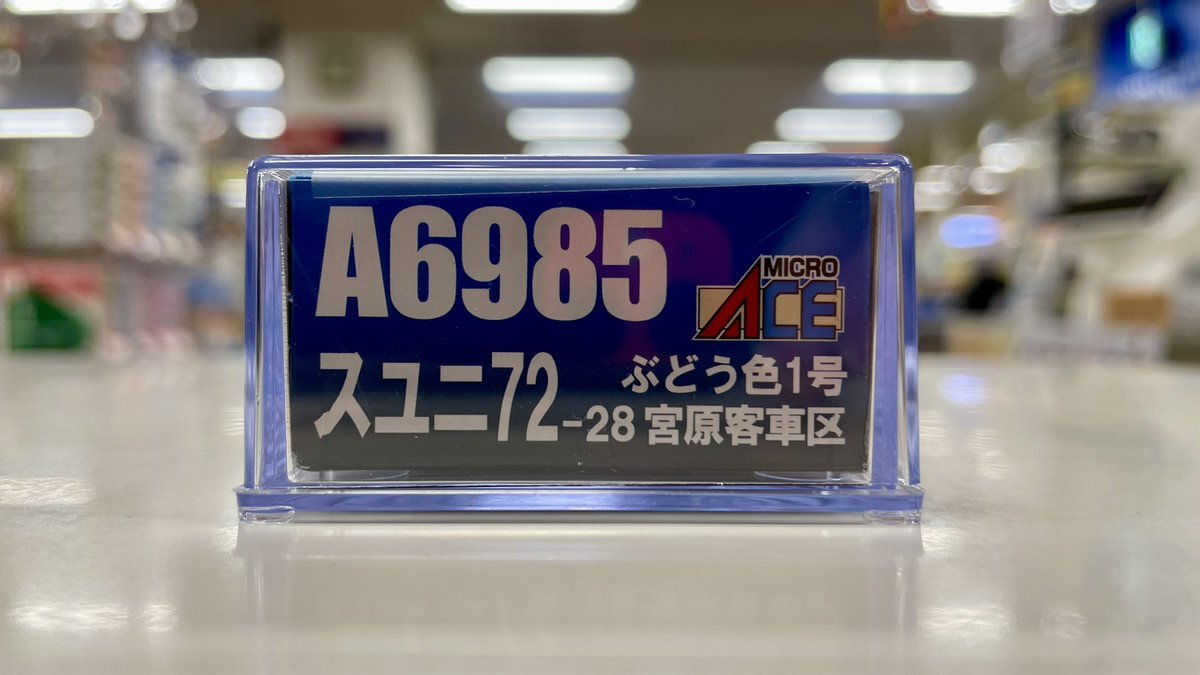 A6985
MICRO
ACE
スユニ72-28
ぶどう色1号
宮原客車区